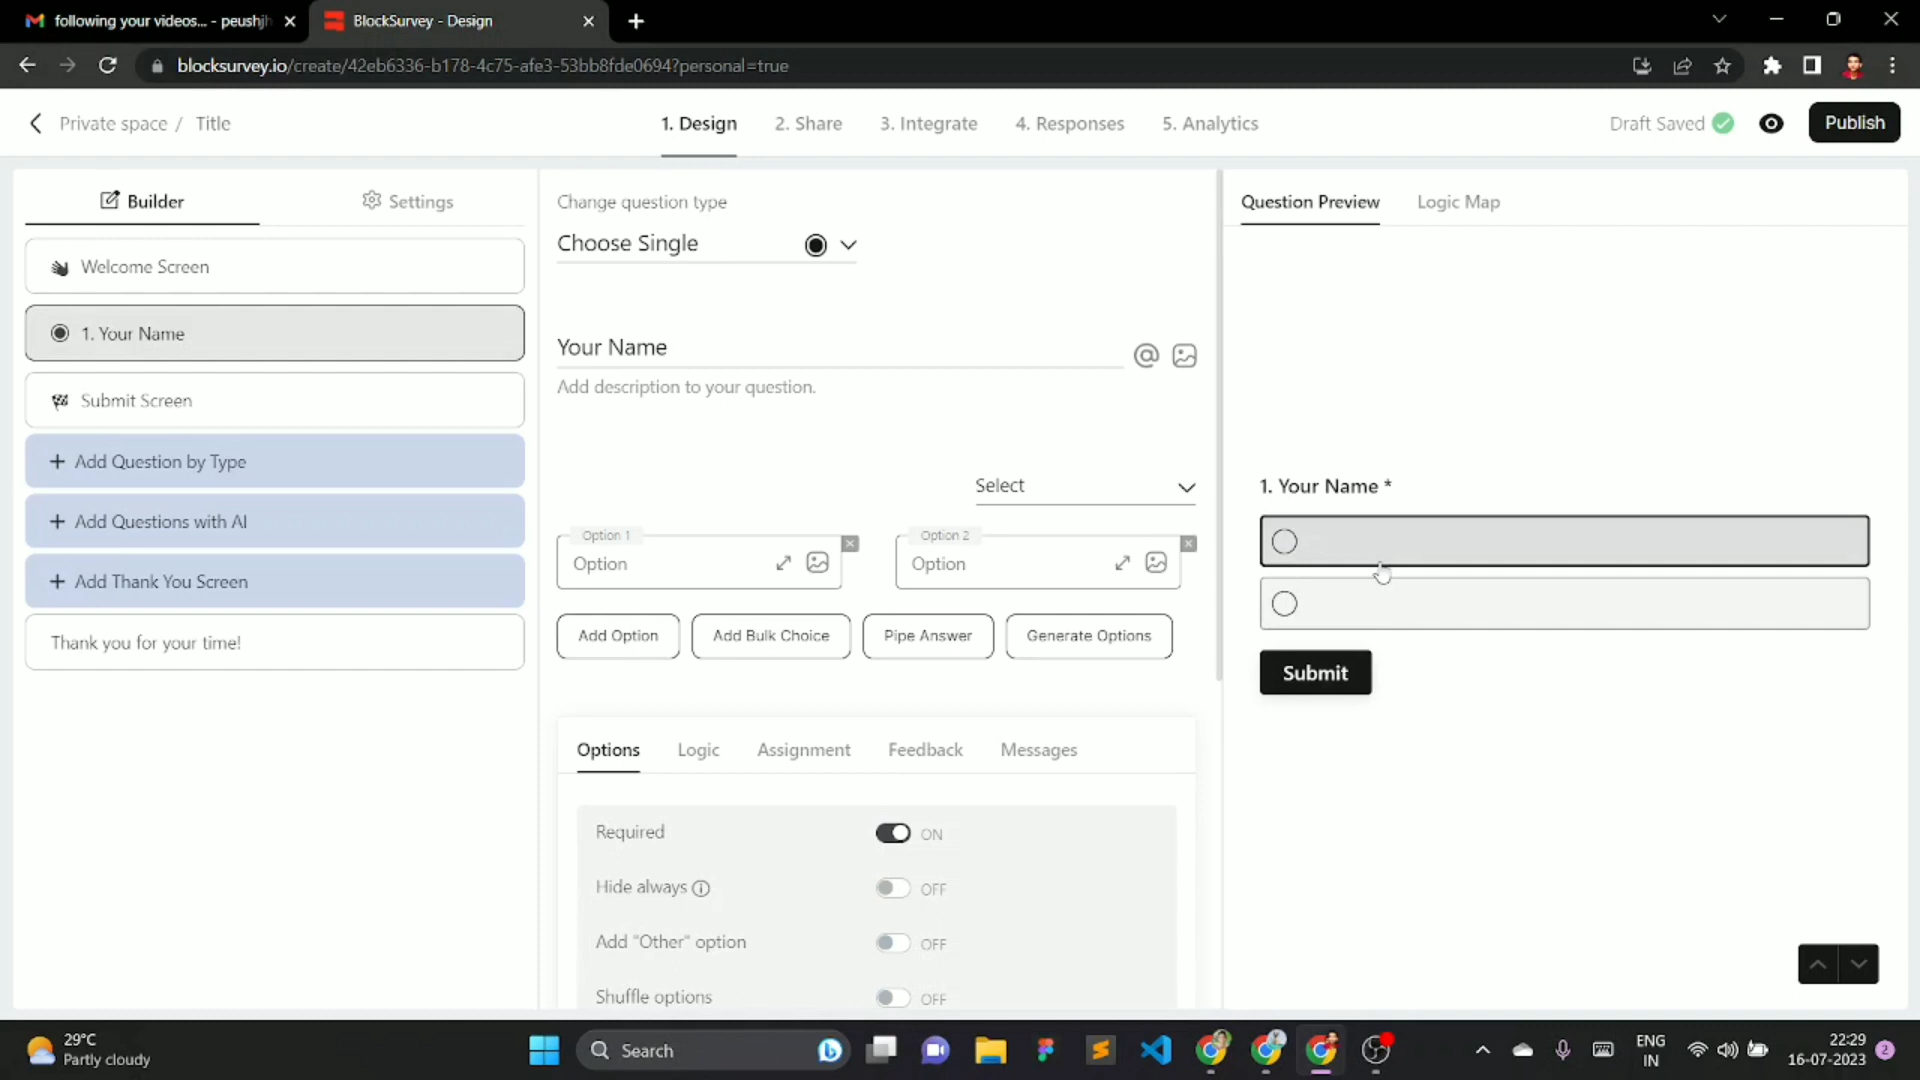 following your videos... - peushjh
BlockSurvey - Design
blocksurvey.io/create/42eb6336-b178-4c75-afe3-53bb8fde0694?personal=true
Private space / Title
1. Design
2. Share
3. Integrate
4. Responses
5. Analytics
Draft Saved
Publish
Builder
Settings
Welcome Screen
1. Your Name
Submit Screen
+ Add Question by Type
+ Add Questions with AI
+ Add Thank You Screen
Thank you for your time!
Change question type
Choose Single
Your Name
Add description to your question.
Select
Option 1
Option
Option 2
Option
Add Option
Add Bulk Choice
Pipe Answer
Generate Options
Options
Logic
Assignment
Feedback
Messages
Required
ON
Hide always
OFF
Add "Other" option
OFF
Shuffle options
OFF
Question Preview
Logic Map
1. Your Name *
Submit
29°C
Partly cloudy
Search
ENG
IN
22:29
16-07-2023
2